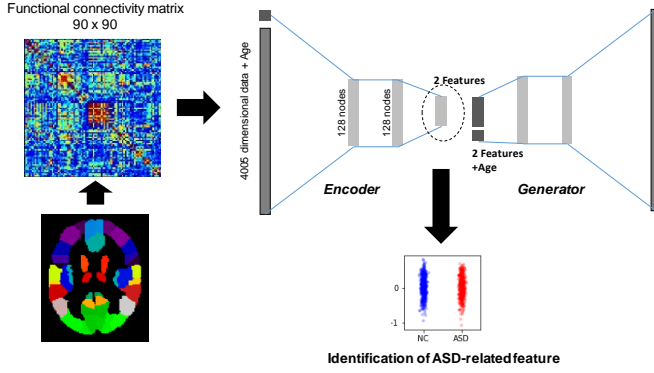 Functional connectivity matrix
90 x 90
4005 dimensional data + Age
128 nodes
128 nodes
2 Features
2 Features
+Age
Encoder
Generator
0
-1
NC
ASD
Identification of ASD-related feature